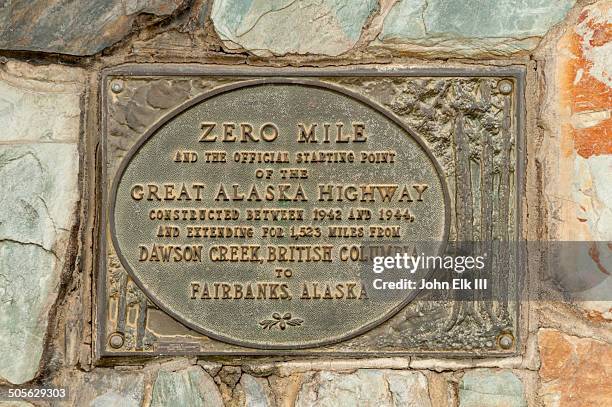 ZERO MILE
AND THE OFFICIAL STARTING POINT
OF THE
GREAT ALASKA HIGHWAY
CONSTRUCTED BETWEEN 1942 AND 1944,
AND EXTENDING FOR 1,523 MILES FROM
DAWSON CREEK, BRITISH COLUMBIA
TO
FAIRBANKS, ALASKA
gettyimages
Credit: John Elk III
535587708